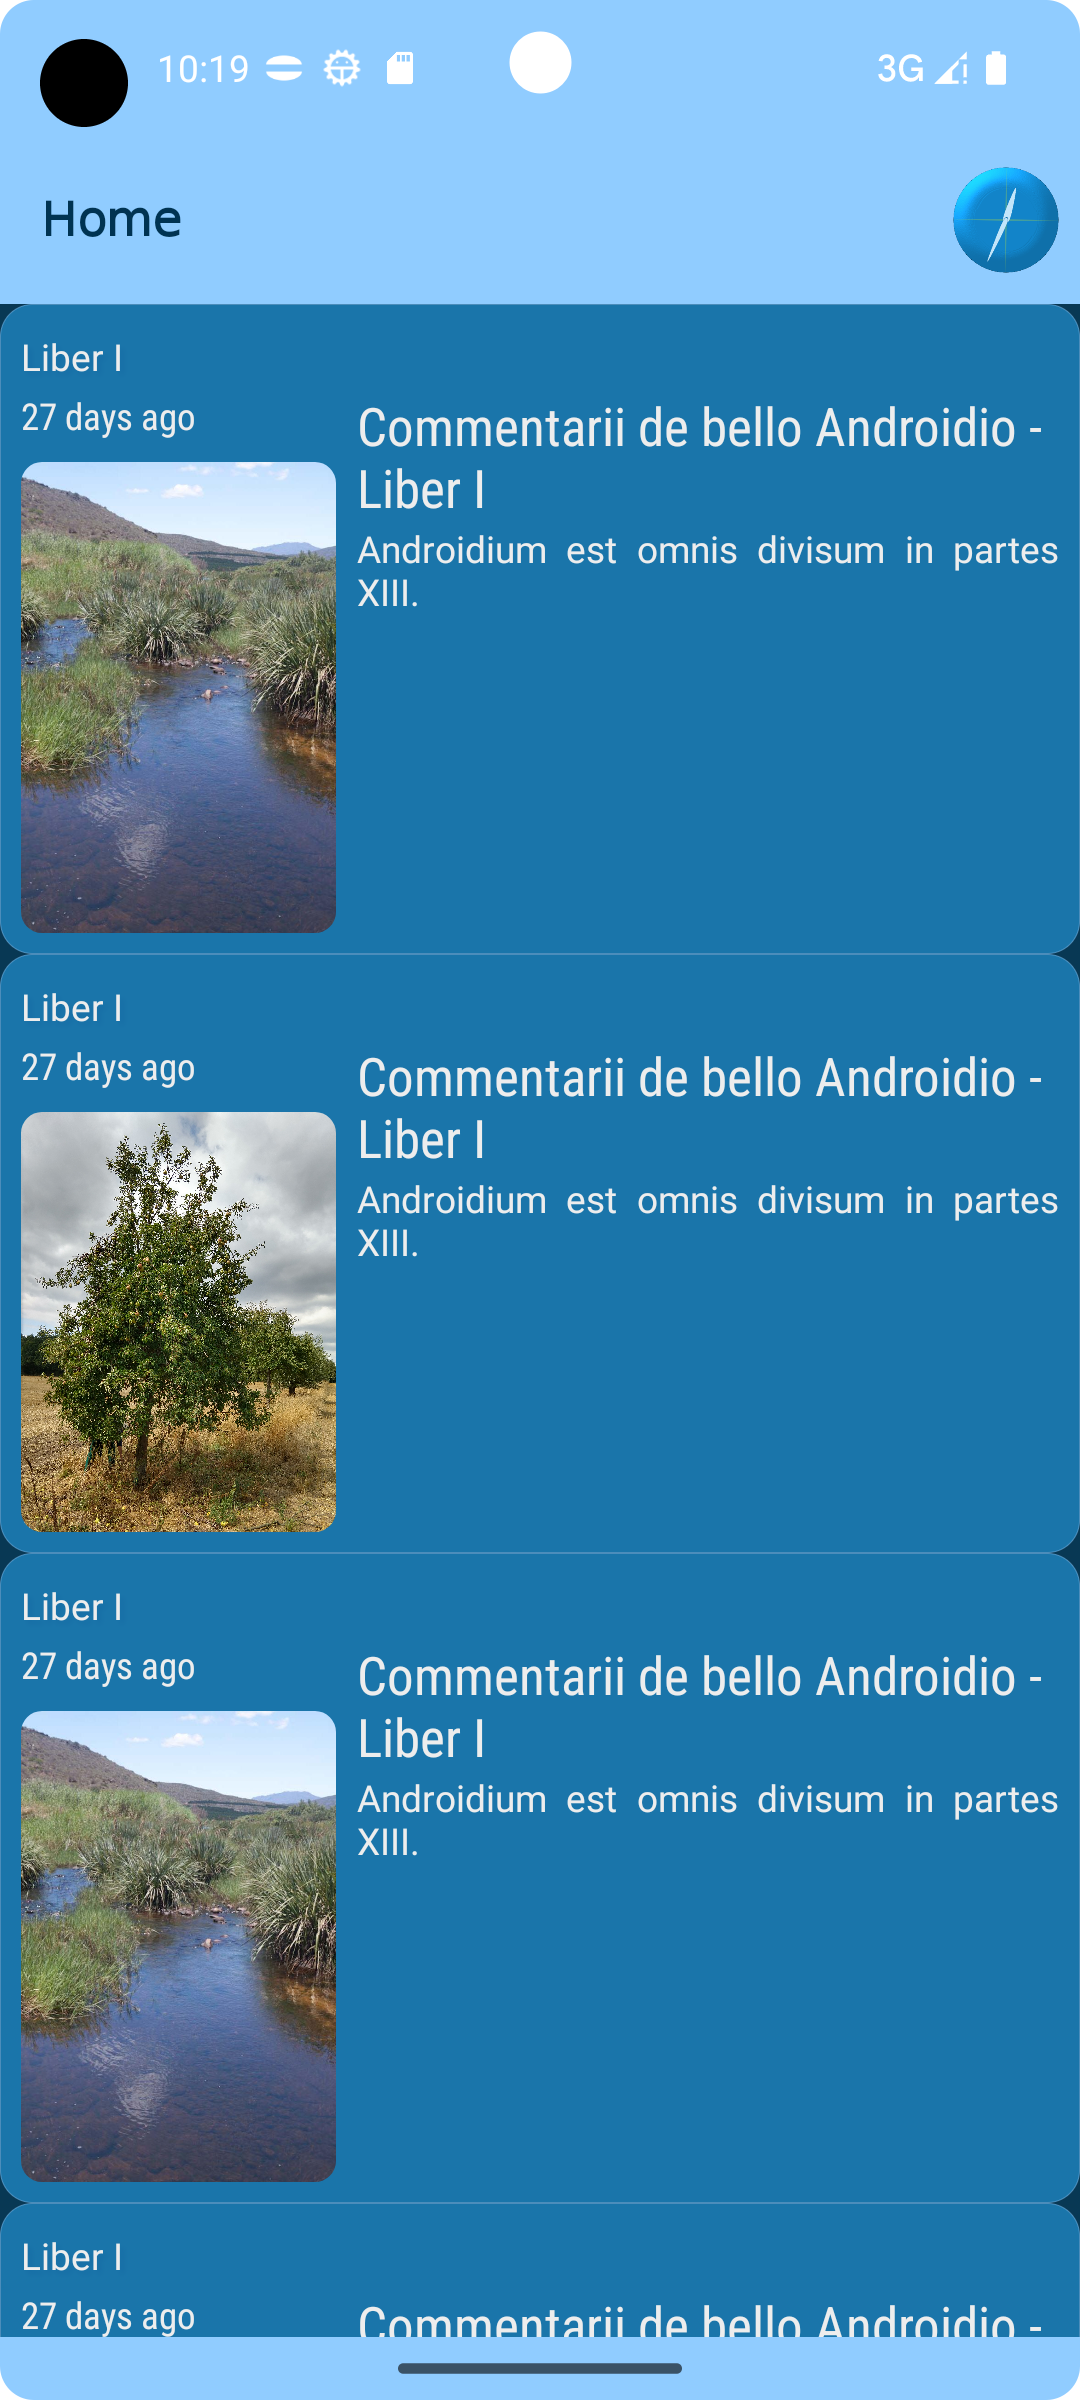 10:19
3G
Home
Liber I
27 days ago
Commentarii de bello Androidio -
Liber I
Androidium est omnis divisum in partes
XIII.
Liber I
27 days ago
Commentarii de bello Androidio -
Liber I
Androidium est omnis divisum in partes
XIII.
Liber I
27 days ago
Commentarii de bello Androidio -
Liber I
Androidium est omnis divisum in partes
XIII.
Liber I
27 days ago
Commentarii de bello Androidio -